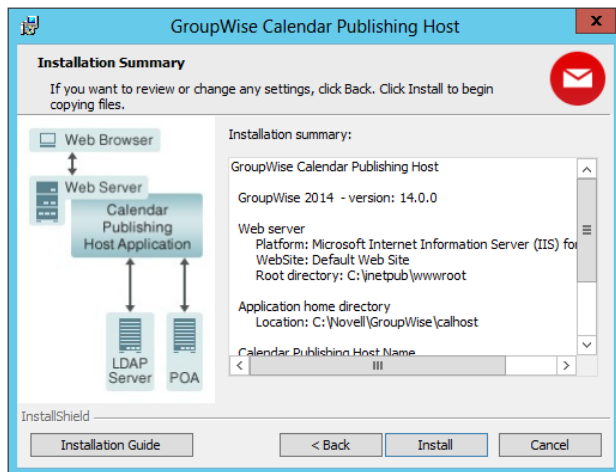 GroupWise Calendar Publishing Host
x
Installation Summary
If you want to review or change any settings, click Back. Click Install to begin
copying files.
Web Browser
Web Server
Calendar
Publishing
Host Application
LDAP
Server
POA
Installation summary:
GroupWise Calendar Publishing Host
GroupWise 2014 - version: 14.0.0
Web server
Platform: Microsoft Internet Information Server (IIS) for
WebSite: Default Web Site
Root directory: C:\inetpub\wwwroot
Application home directory
Location: C:\Novell\GroupWise\calhost
Calendar Publishing Host Name
InstallShield
Installation Guide
< Back
Install
Cancel